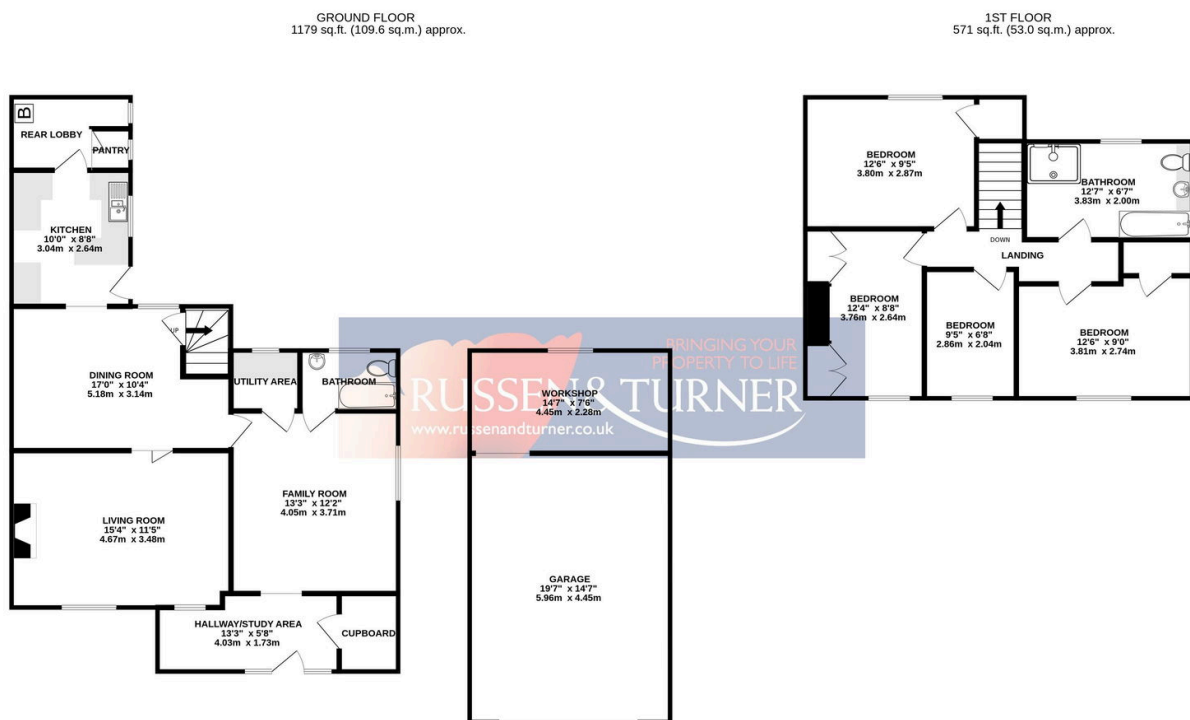 GROUND FLOOR
1179 sq.ft. (109.6 sq.m.) approx.
1ST FLOOR
571 sq.ft. (53.0 sq.m.) approx.
B
REAR LOBBY
PANTRY
KITCHEN
10'0" x 8'8"
3.04m x 2.64m
UP
DINING ROOM
17'0" x 10'4"
5.18m x 3.14m
UTILITY AREA
BATHROOM
LIVING ROOM
15'4" x 11'5"
4.67m x 3.48m
FAMILY ROOM
13'3" x 12'2"
4.05m x 3.71m
HALLWAY/STUDY AREA
13'3" x 5'8"
4.03m x 1.73m
CUPBOARD
WORKSHOP
14'7" x 7'6"
4.45m x 2.28m
GARAGE
19'7" x 14'7"
5.96m x 4.45m
BRINGING YOUR
PROPERTY TO LIFE
RUSSEN & TURNER
www.russenandturner.co.uk
BEDROOM
12'6" x 9'5"
3.80m x 2.87m
BATHROOM
12'7" x 6'7"
3.83m x 2.00m
DOWN
LANDING
BEDROOM
12'4" x 8'8"
3.76m x 2.64m
BEDROOM
9'5" x 6'8"
2.86m x 2.04m
BEDROOM
12'6" x 9'0"
3.81m x 2.74m